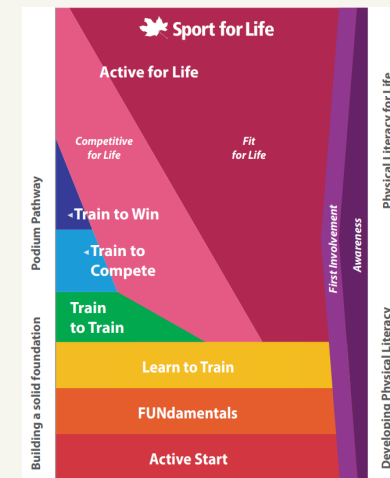 Sport for Life
Active for Life
Competitive
for Life
Fit
for Life
Train to Win
Train to
Compete
Train
to Train
Learn to Train
FUNdamentals
Active Start
Podium Pathway
Building a solid foundation
First Involvement
Awareness
Physical Literacy for Life
Developing Physical Literacy